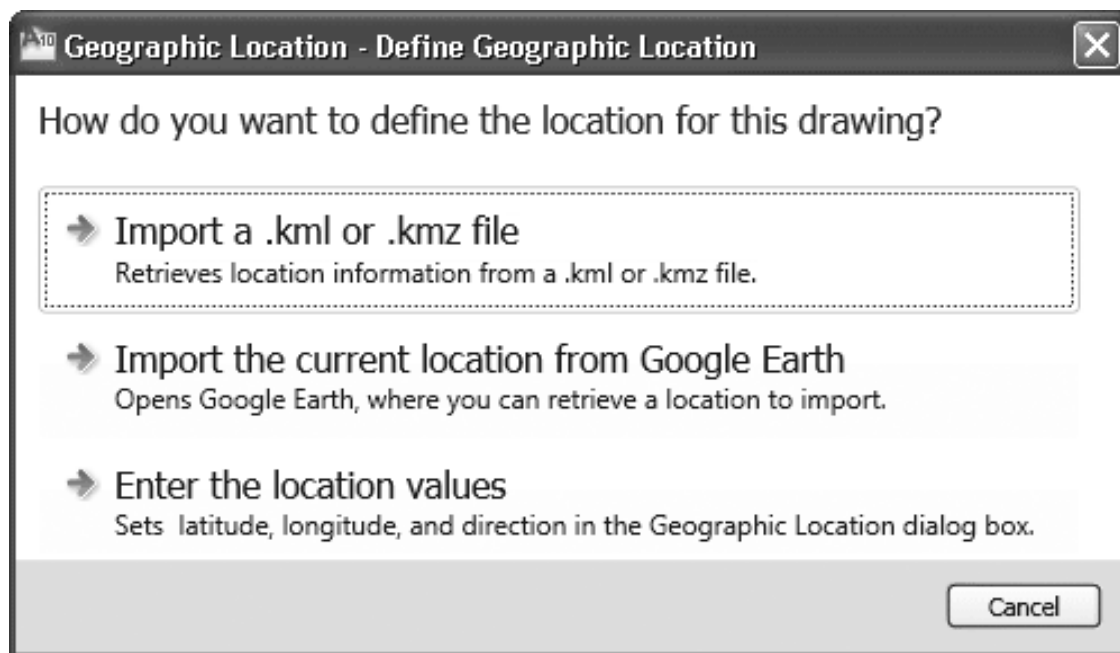 A10 Geographic Location - Define Geographic Location
How do you want to define the location for this drawing?
Import a .kml or .kmz file
Retrieves location information from a .kml or .kmz file.
Import the current location from Google Earth
Opens Google Earth, where you can retrieve a location to import.
Enter the location values
Sets latitude, longitude, and direction in the Geographic Location dialog box.
Cancel